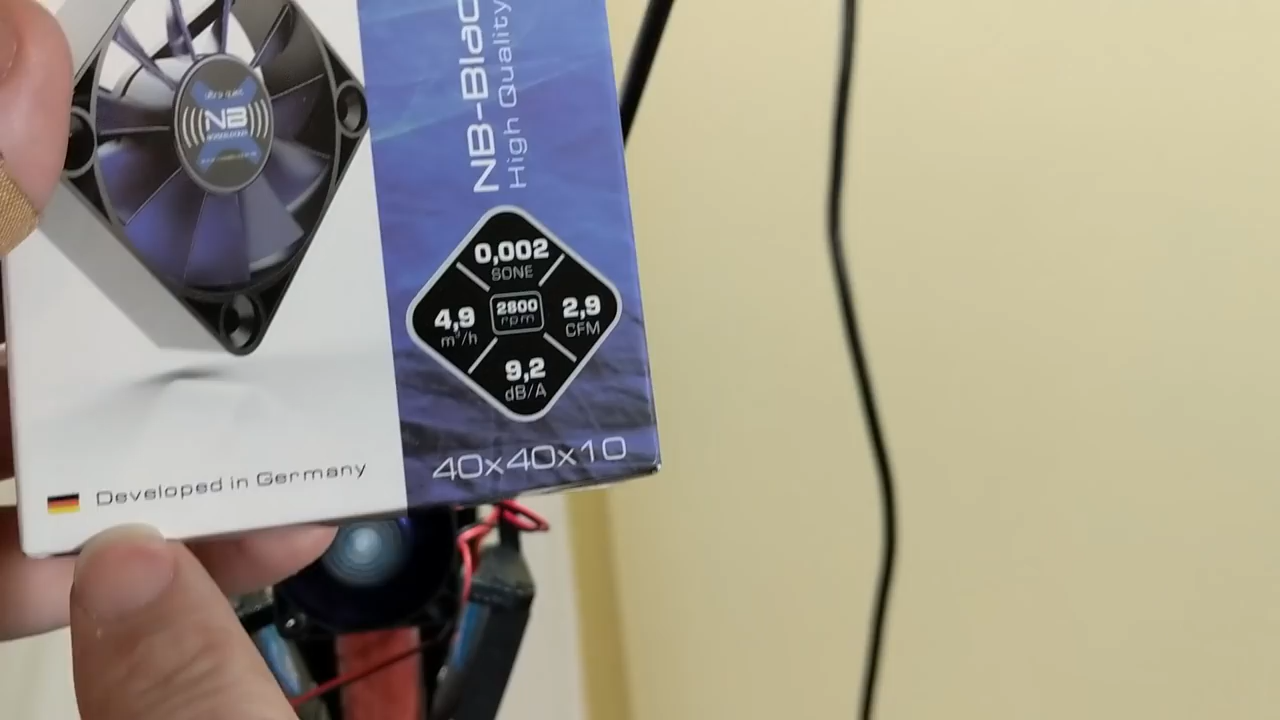 NB
NB-Blac
High Quality
0,002
SONE
4,9
m³/h
2800
rpm
2,9
CFM
9,2
dB/A
40x40x10
Developed in Germany